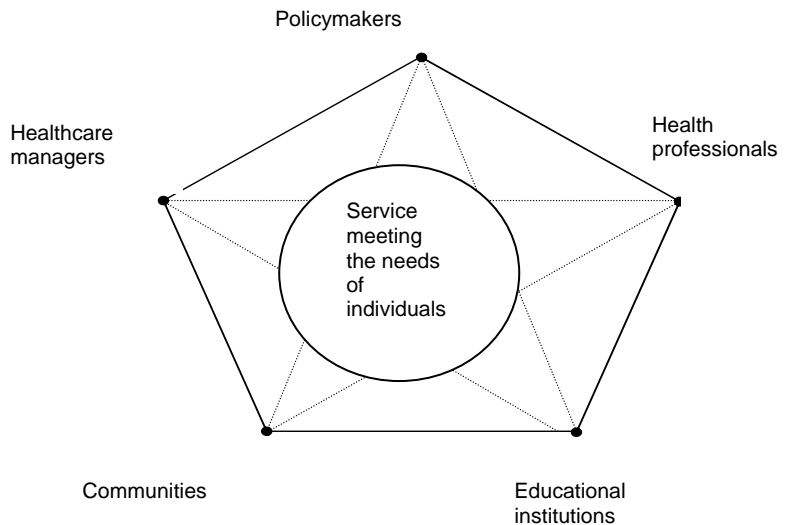 Policymakers
Healthcare
managers
Health
professionals
Service
meeting
the needs
of
individuals
Communities
Educational
institutions